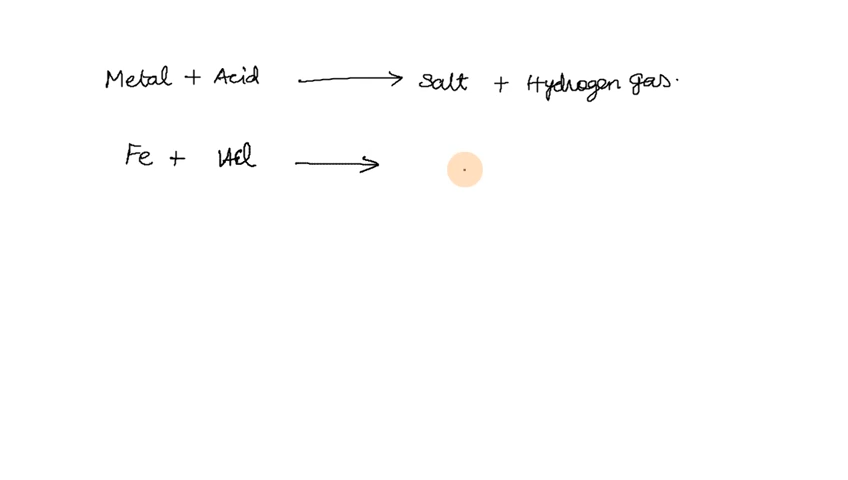 Metal + Acid ⟶ Salt + Hydrogen gas.
Fe + HCl ⟶